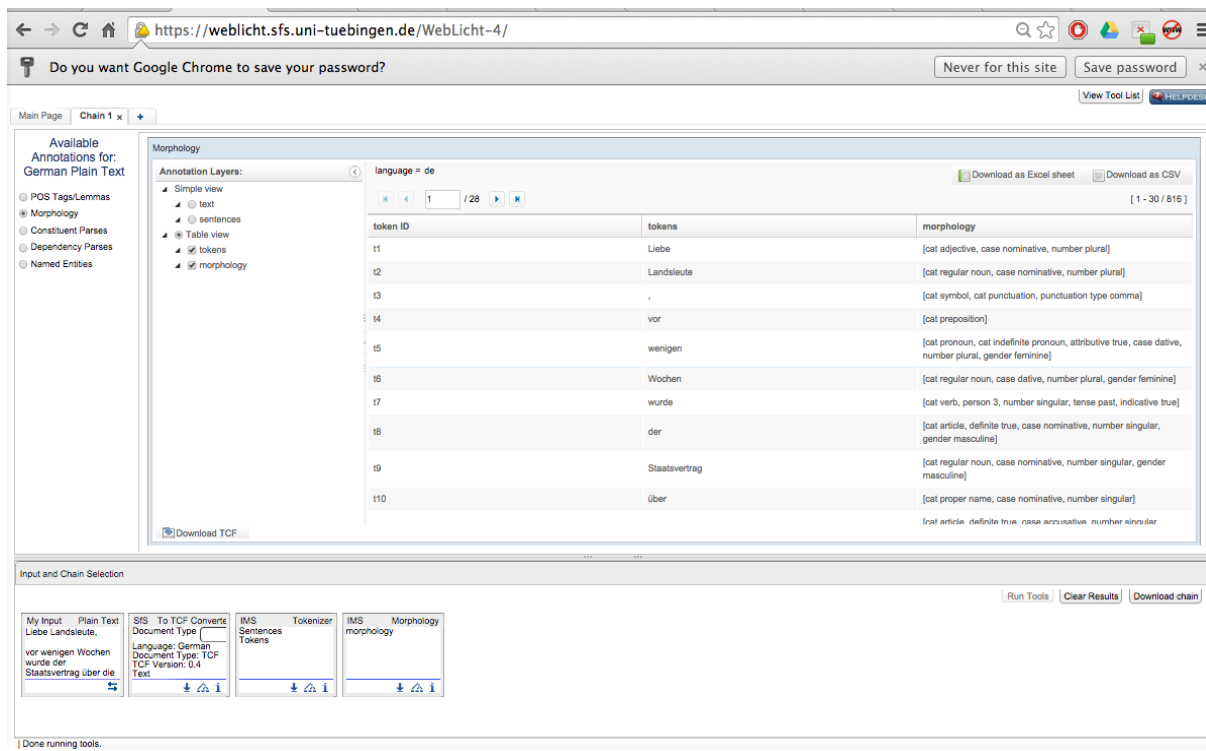 https://weblicht.sfs.uni-tuebingen.de/WebLicht-4/
Do you want Google Chrome to save your password?
Never for this site
Save password
×
View Tool List
HELPDES
Main Page
Chain 1 x
+
Available
Annotations for:
German Plain Text
POS Tags/Lemmas
Morphology
Constituent Parses
Dependency Parses
Named Entities
Morphology
Annotation Layers:
Simple view
text
sentences
Table view
tokens
morphology
Download TCF
language = de
Download as Excel sheet
Download as CSV
1 / 28
[ 1 - 30 / 816 ]
token ID tokens morphology
t1 Liebe [cat adjective, case nominative, number plural]
t2 Landsleute [cat regular noun, case nominative, number plural]
t3 , [cat symbol, cat punctuation, punctuation type comma]
t4 vor [cat preposition]
t5 wenigen [cat pronoun, cat indefinite pronoun, attributive true, case dative,
number plural, gender feminine]
t6 Wochen [cat regular noun, case dative, number plural, gender feminine]
t7 wurde [cat verb, person 3, number singular, tense past, indicative true]
t8 der [cat article, definite true, case nominative, number singular,
gender masculine]
t9 Staatsvertrag [cat regular noun, case nominative, number singular, gender
masculine]
t10 über [cat proper name, case nominative, number singular]
[cat article, definite true, case accusative, number singular
Input and Chain Selection
Run Tools
Clear Results
Download chain
My Input Plain Text
Liebe Landsleute,
vor wenigen Wochen
wurde der
Staatsvertrag über die
SfS To TCF Converte
Document Type
Language: German
Document Type: TCF
TCF Version: 0.4
Text
IMS Tokenizer
Sentences
Tokens
IMS Morphology
morphology
Done running tools.